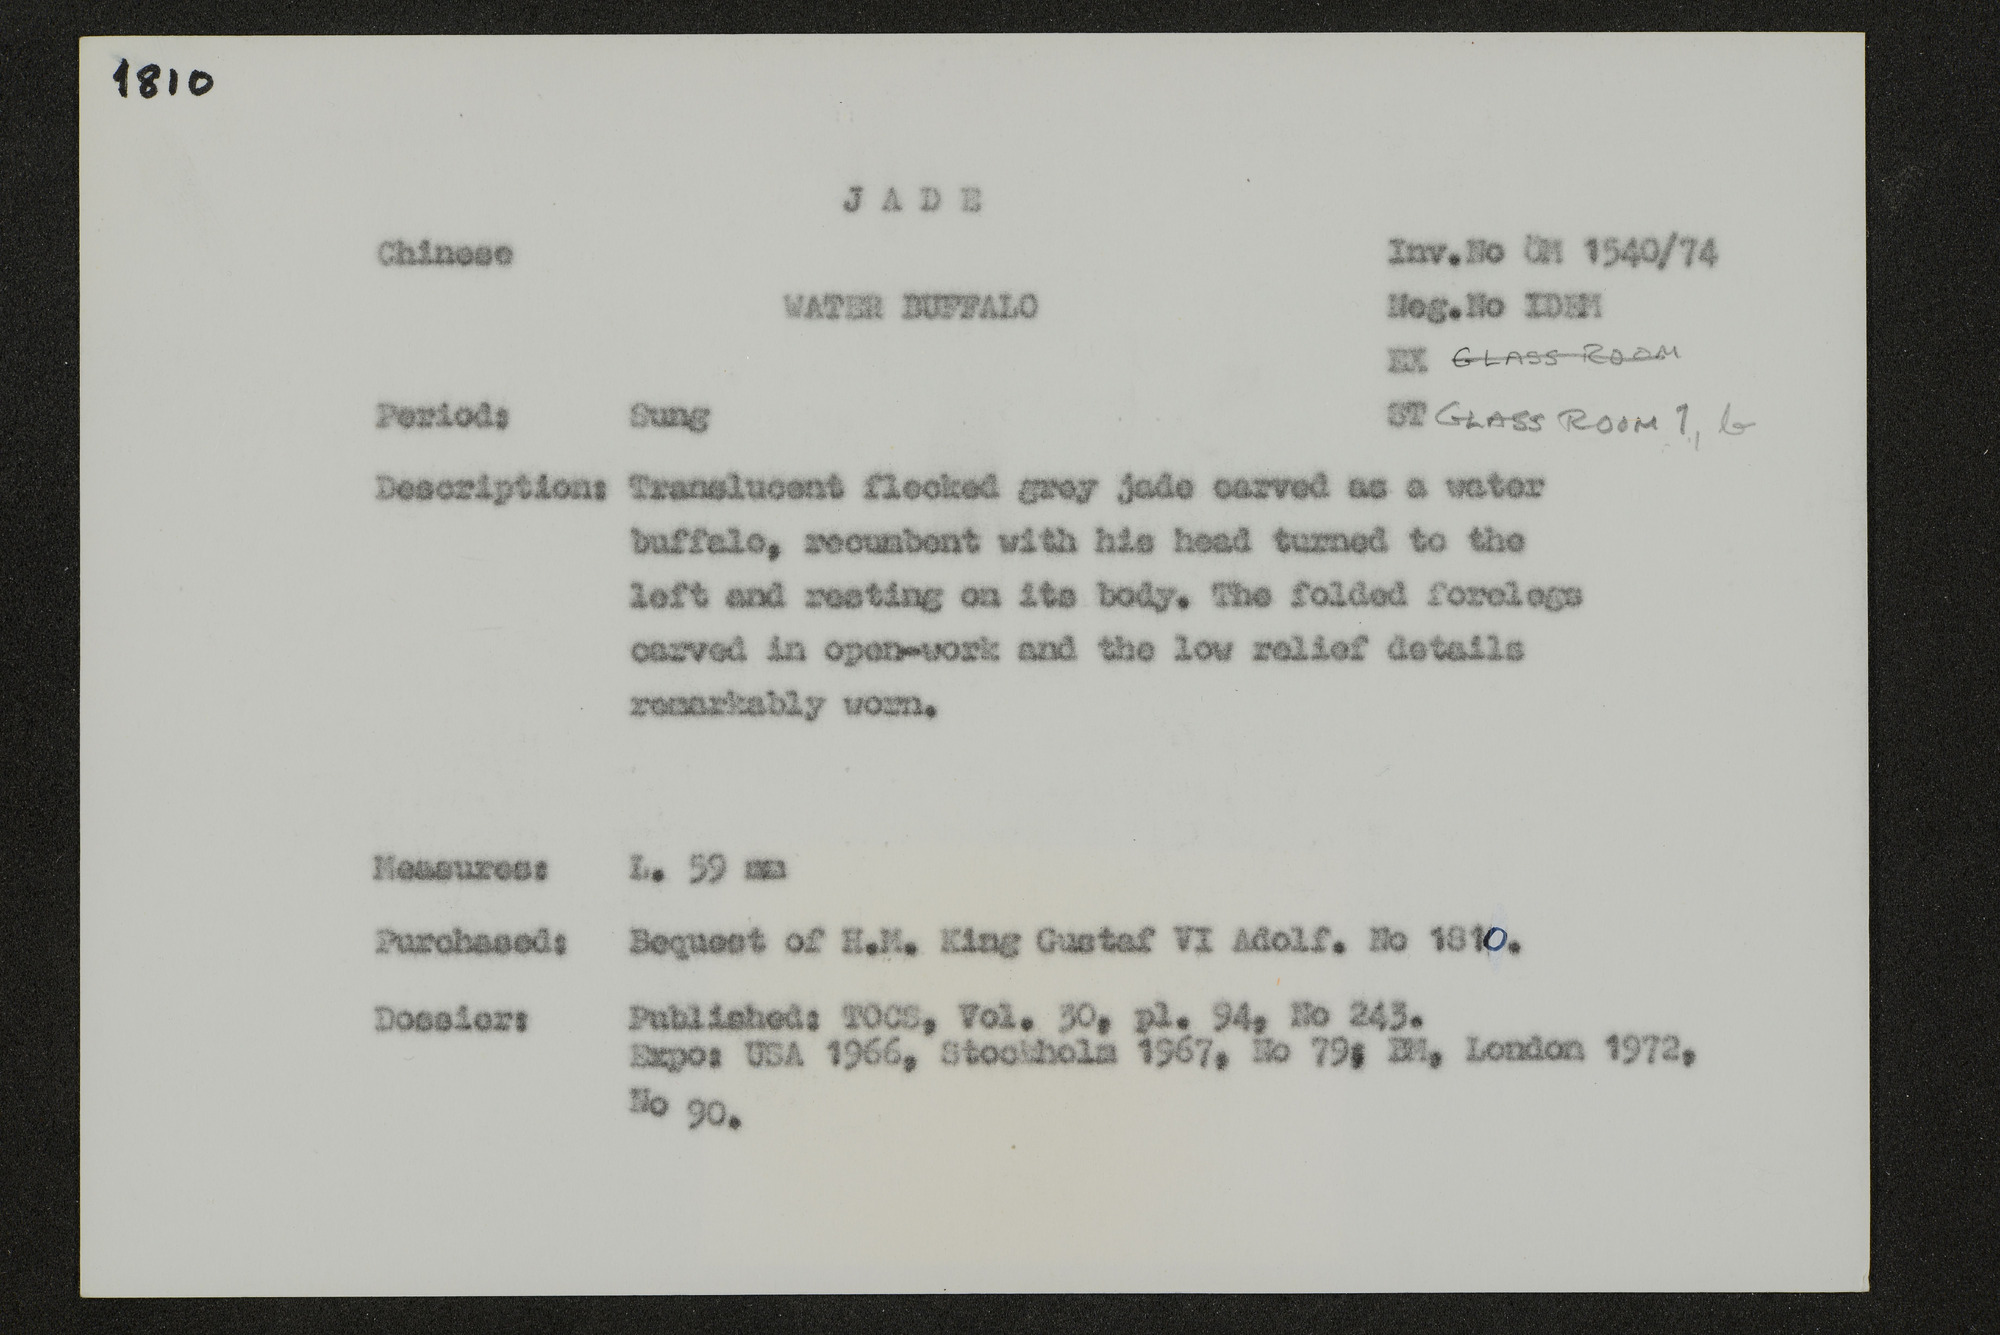 1810
J A D E
Chinese
Inv.No ÖM 1540/74
WATER BUFFALO
Neg.No IDEM
EX GLASS ROOM
Period: Sung
ST GLASS ROOM 1,
Description: Translucent flecked grey jade carved as a water
buffalo, recumbent with his head turned to the
left and resting on its body. The folded forelegs
carved in open-work and the low relief details
remarkably worn.
Measures: L. 59 mm
Purchased: Bequest of H.M. King Gustaf VI Adolf. No 1810.
Dossier: Published: TOCS, Vol. 30, pl. 94, No 243.
Expo: USA 1966, Stockholm 1967, No 79; BM, London 1972,
No 90.